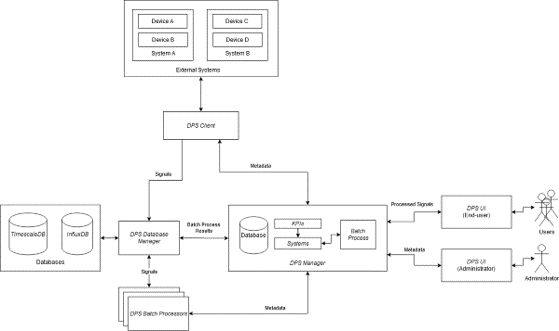 Device A
Device C
Device B
Device D
System A
System B
External Systems
DPS Client
Signals
Metadata
TimescaleDB
InfluxDB
Databases
DPS Database
Manager
Batch Process
Results
Database
KPIs
Systems
Batch
Process
DPS Manager
Processed Signals
DPS UI
(End-user)
Users
Metadata
DPS UI
(Administrator)
Administrator
Signals
Metadata
DPS Batch Processors